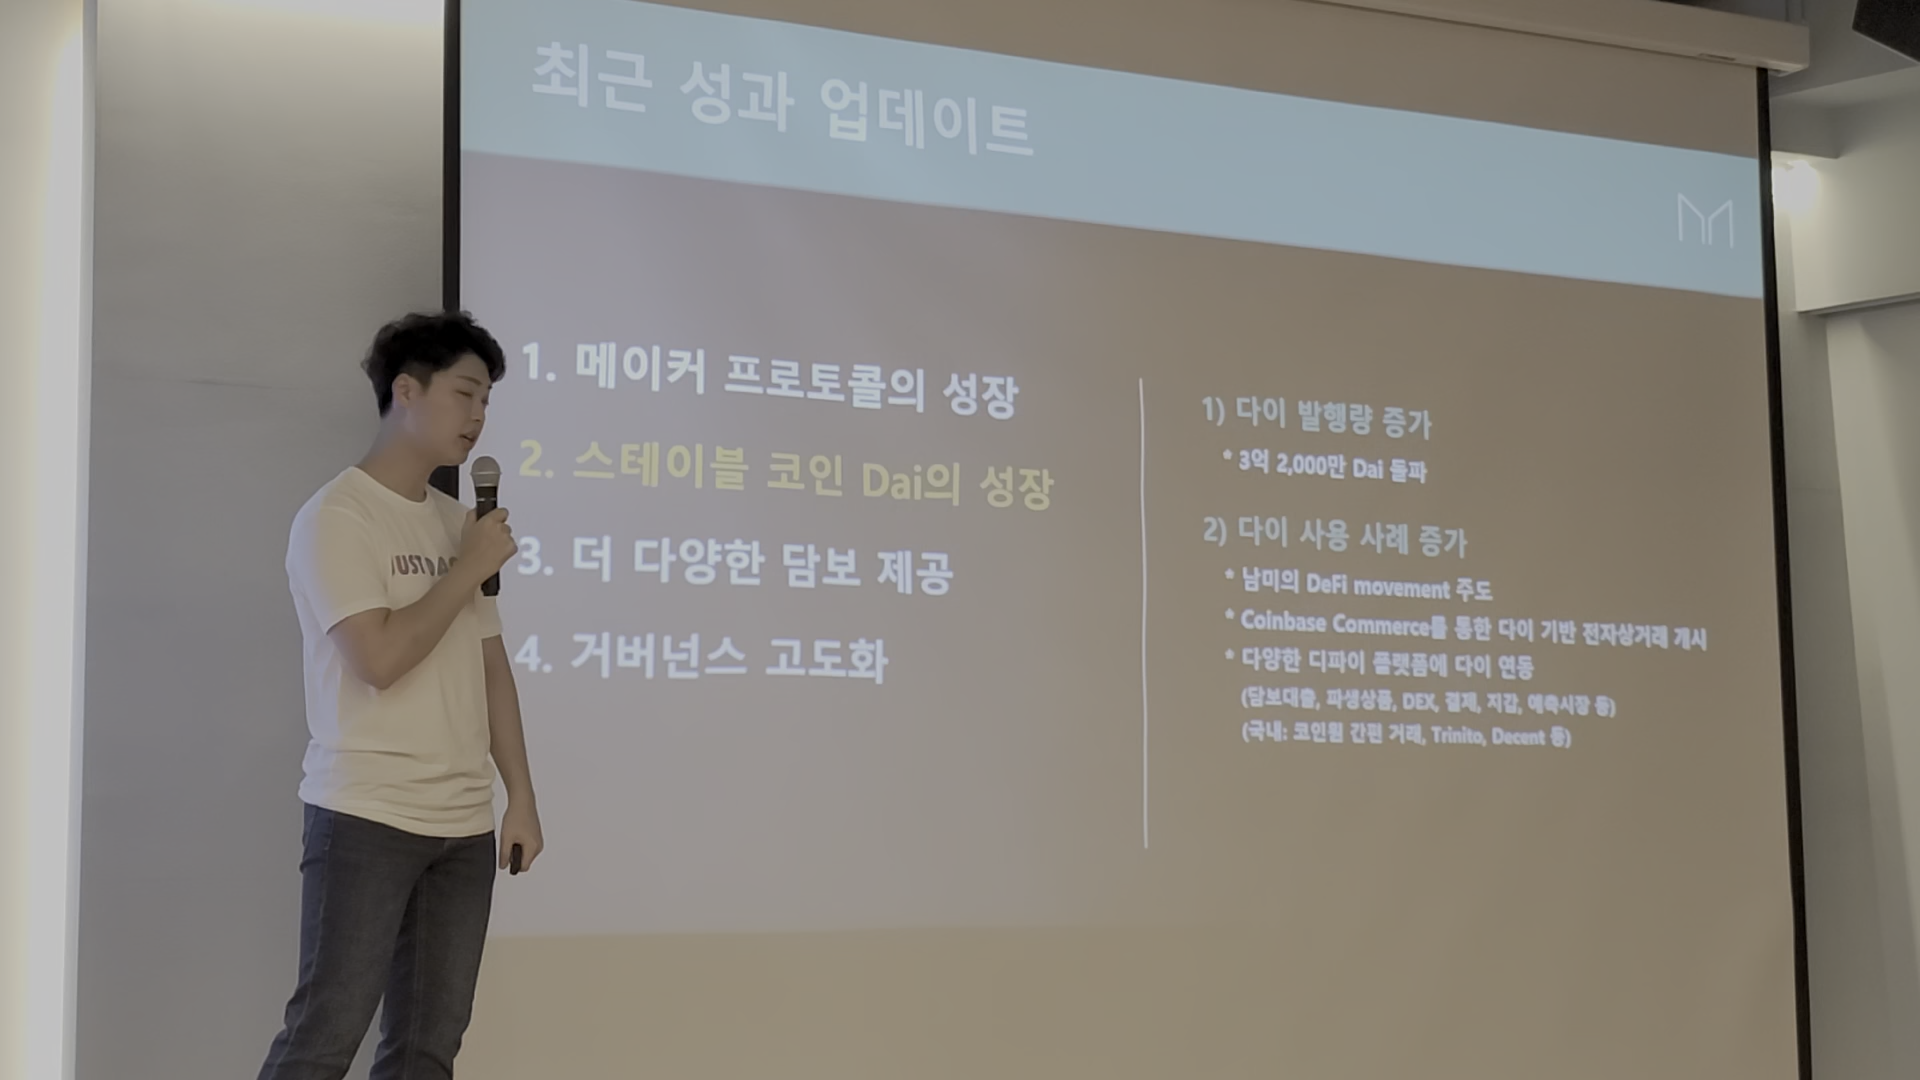 최근 성과 업데이트
1. 메이커 프로토콜의 성장
2. 스테이블 코인 Dai의 성장
3. 더 다양한 담보 제공
4. 거버넌스 고도화
1) 다이 발행량 증가
* 3억 2,000만 Dai 돌파
2) 다이 사용 사례 증가
* 남미의 DeFi movement 주도
* Coinbase Commerce를 통한 다이 기반 전자상거래 개시
* 다양한 디파이 플랫폼에 다이 연동
(담보대출, 파생상품, DEX, 결제, 지갑, 예측시장 등)
(국내: 코인원 간편 거래, Trinito, Decent 등)
JUST